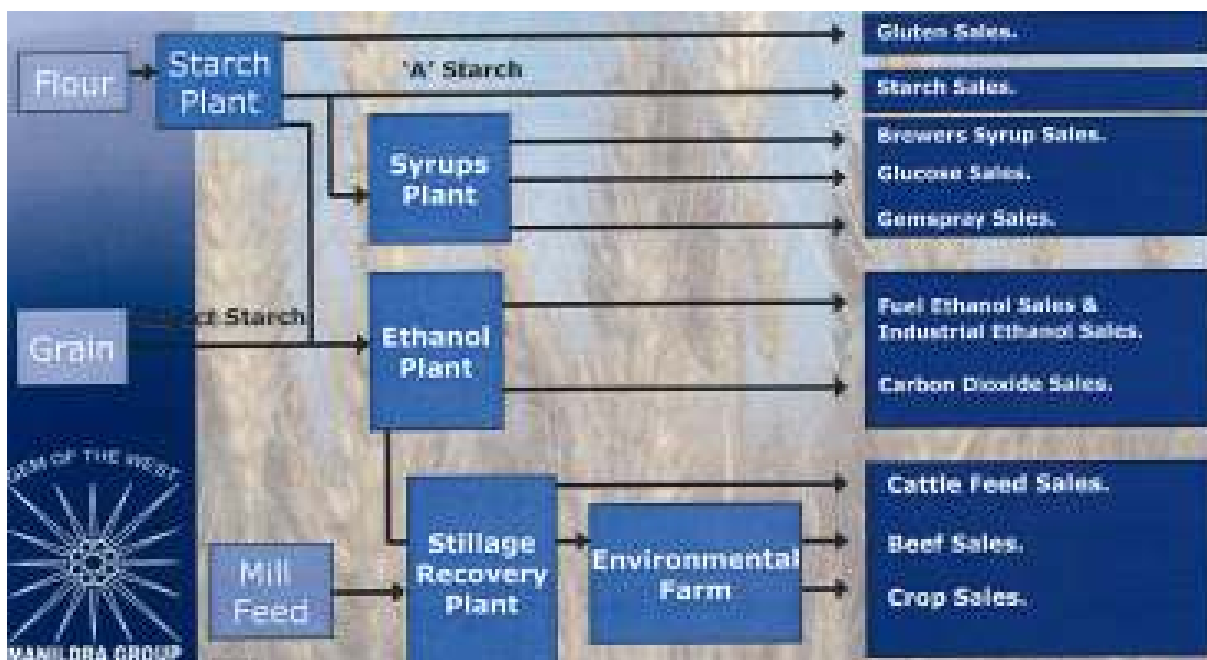 Flour
Starch
Plant
'A' Starch
Gluten Sales.
Starch Sales.
Syrups
Plant
Brewers Syrup Sales.
Glucose Sales.
Gemspray Sales.
Grain
Starch
Ethanol
Plant
Fuel Ethanol Sales &
Industrial Ethanol Sales.
Carbon Dioxide Sales.
GEM OF THE WEST
MANILDRA GROUP
Mill
Feed
Stillage
Recovery
Plant
Environmental
Farm
Cattle Feed Sales.
Beef Sales.
Crop Sales.